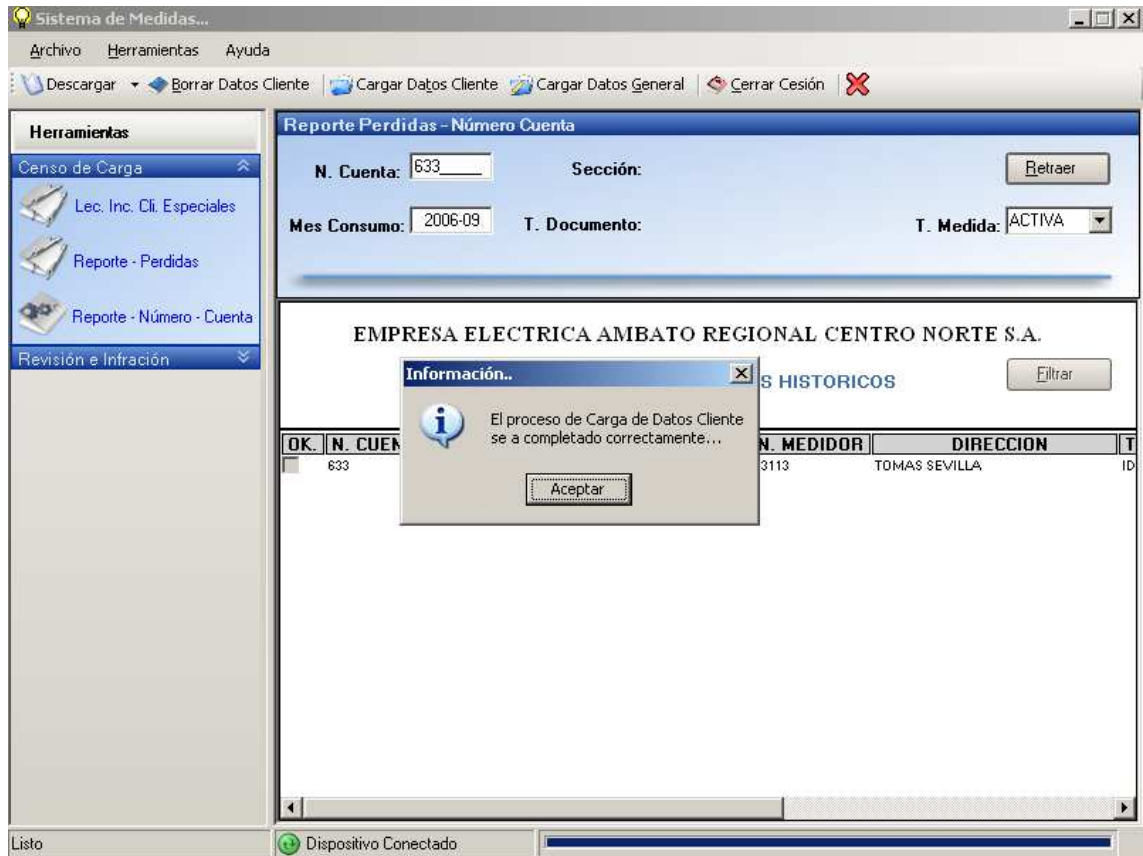 Sistema de Medidas...
Archivo Herramientas Ayuda
Descargar Borrar Datos Cliente Cargar Datos Cliente Cargar Datos General Cerrar Cesión
Herramientas
Censo de Carga
Lec. Inc. Cli. Especiales
Reporte - Perdidas
Reporte - Número - Cuenta
Revisión e Infración
Reporte Perdidas - Número Cuenta
N. Cuenta: 633_____ Sección: Retraer
Mes Consumo: 2006-09 T. Documento: T. Medida: ACTIVA
EMPRESA ELECTRICA AMBATO REGIONAL CENTRO NORTE S.A.
S HISTORICOS Filtrar
OK. N. CUEN N. MEDIDOR DIRECCION T
633 3113 TOMAS SEVILLA ID
Información..
El proceso de Carga de Datos Cliente
se a completado correctamente...
Aceptar
Listo Dispositivo Conectado